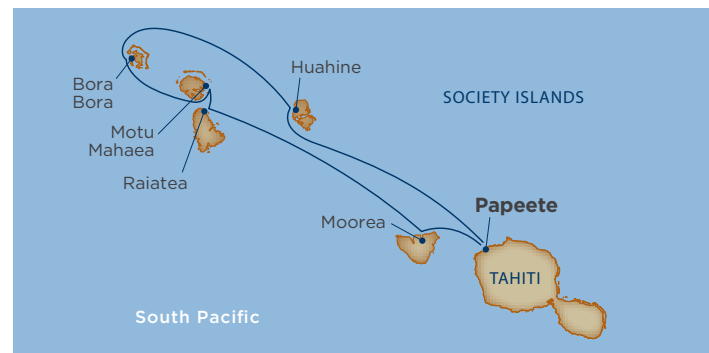 Huahine
Bora
Bora
SOCIETY ISLANDS
Motu
Mahaea
Raiatea
Papeete
Moorea
TAHITI
South Pacific